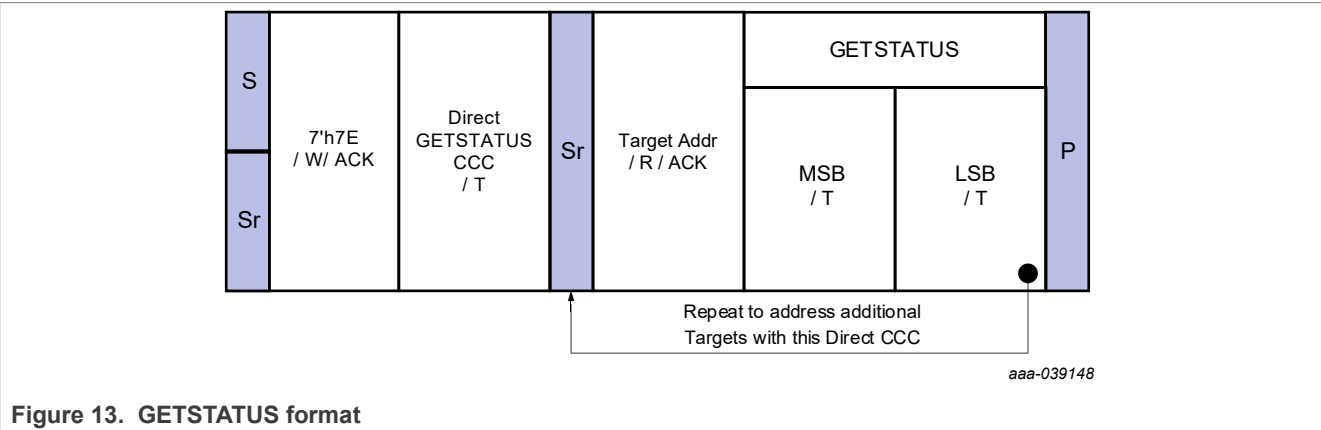 S
Sr
7'h7E
/ W/ ACK
Direct
GETSTATUS
CCC
/ T
Sr
Target Addr
/ R / ACK
GETSTATUS
MSB
/ T
LSB
/ T
P
Repeat to address additional
Targets with this Direct CCC
aaa-039148
Figure 13. GETSTATUS format